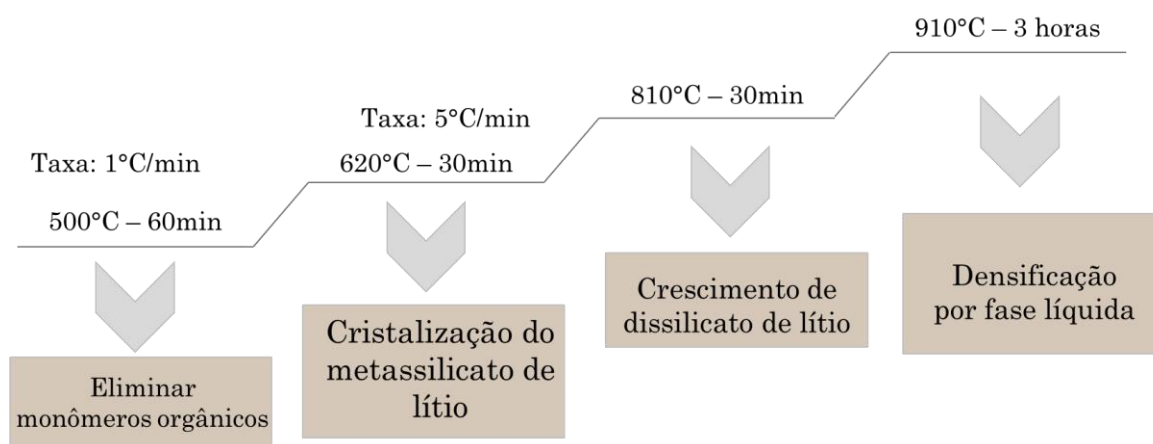 Taxa: 1°C/min
500°C – 60min
Eliminar
monômeros orgânicos
Taxa: 5°C/min
620°C – 30min
Cristalização do
metassilicato de
lítio
810°C – 30min
Crescimento de
dissilicato de lítio
910°C – 3 horas
Densificação
por fase líquida